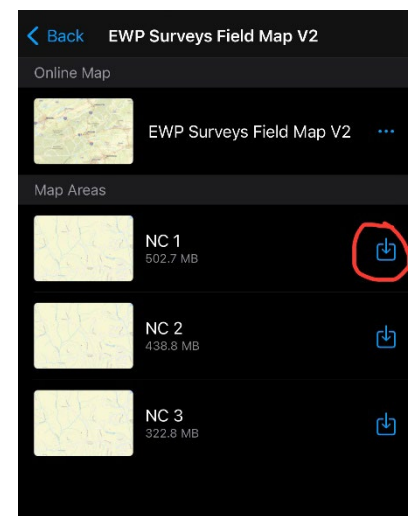 Back EWP Surveys Field Map V2
Online Map
EWP Surveys Field Map V2
Map Areas
NC 1
502.7 MB
NC 2
438.8 MB
NC 3
322.8 MB